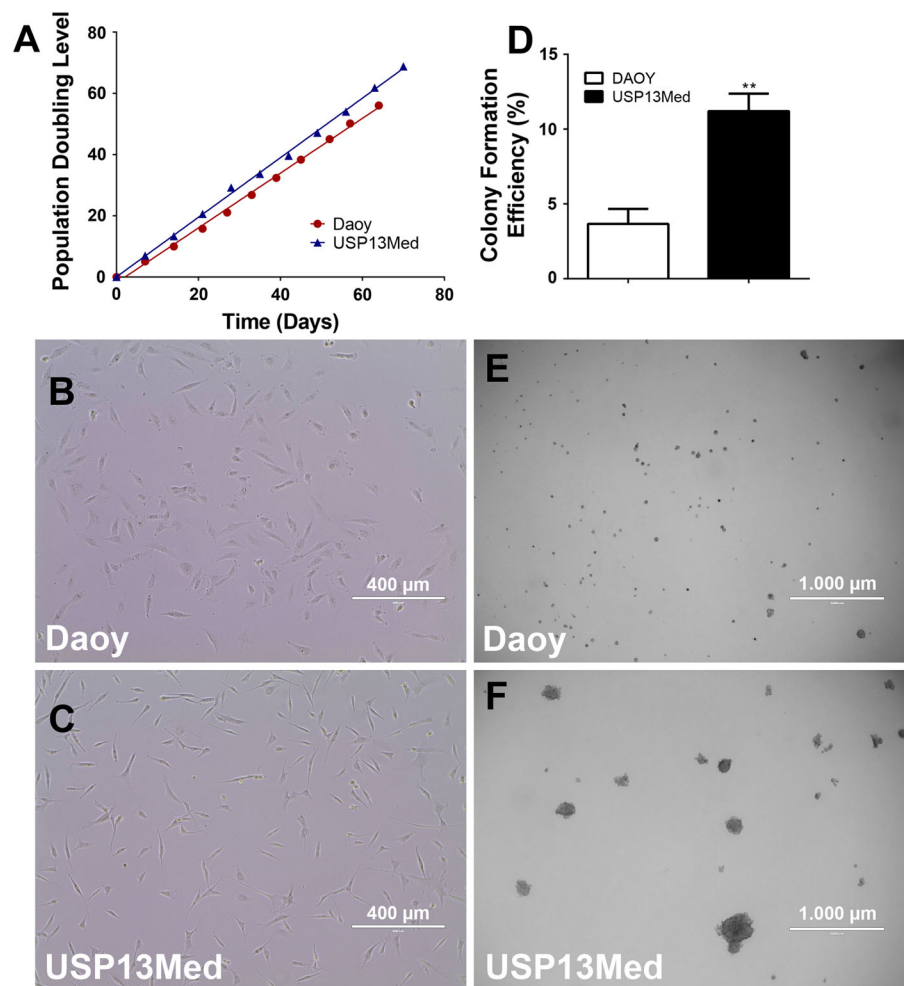 A
Population Doubling Level
80
60
40
20
0
0
20
40
60
80
Time (Days)
Daoy
USP13Med
D
Colony Formation
Efficiency (%)
15
10
5
0
DAOY
USP13Med
**
B
400 µm
Daoy
E
1.000 µm
C
400 µm
USP13Med
F
1.000 µm
USP13Med